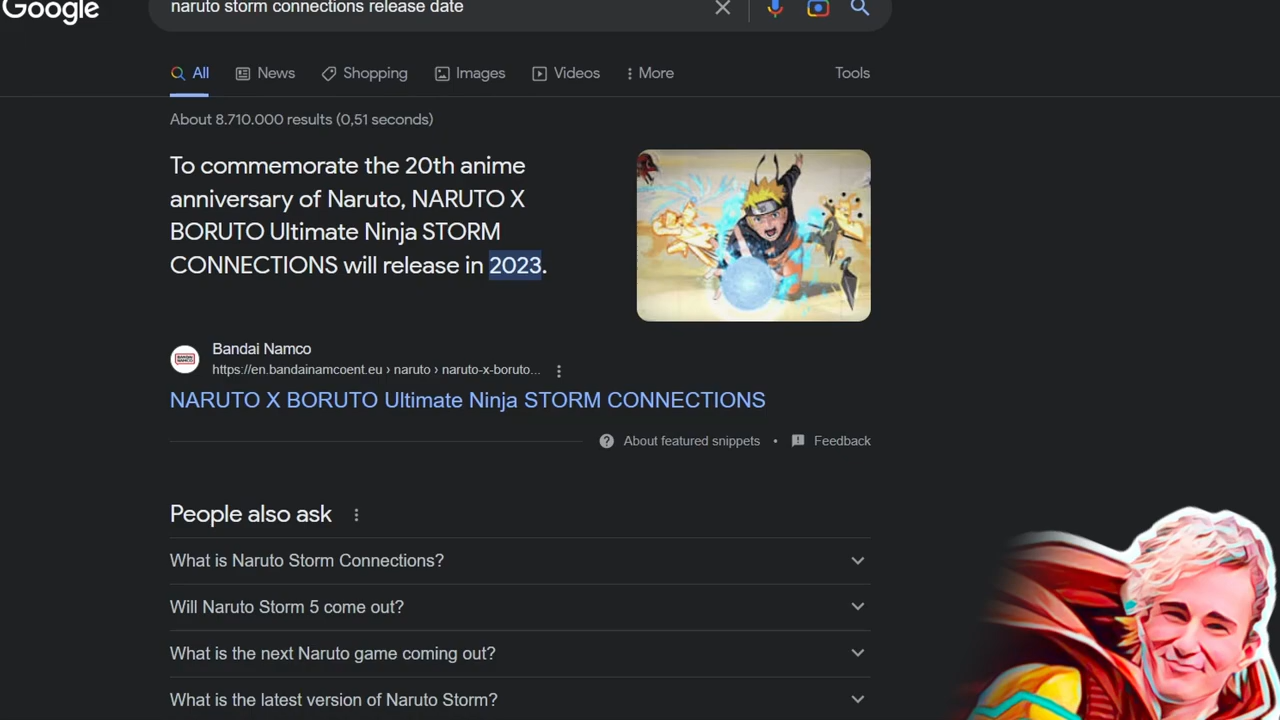 Google
naruto storm connections release date
All
News
Shopping
Images
Videos
More
Tools
About 8.710.000 results (0,51 seconds)
To commemorate the 20th anime
anniversary of Naruto, NARUTO X
BORUTO Ultimate Ninja STORM
CONNECTIONS will release in 2023.
BANDAI
NAMCO
Bandai Namco
https://en.bandainamcoent.eu › naruto › naruto-x-boruto...
NARUTO X BORUTO Ultimate Ninja STORM CONNECTIONS
About featured snippets • Feedback
People also ask
What is Naruto Storm Connections?
Will Naruto Storm 5 come out?
What is the next Naruto game coming out?
What is the latest version of Naruto Storm?